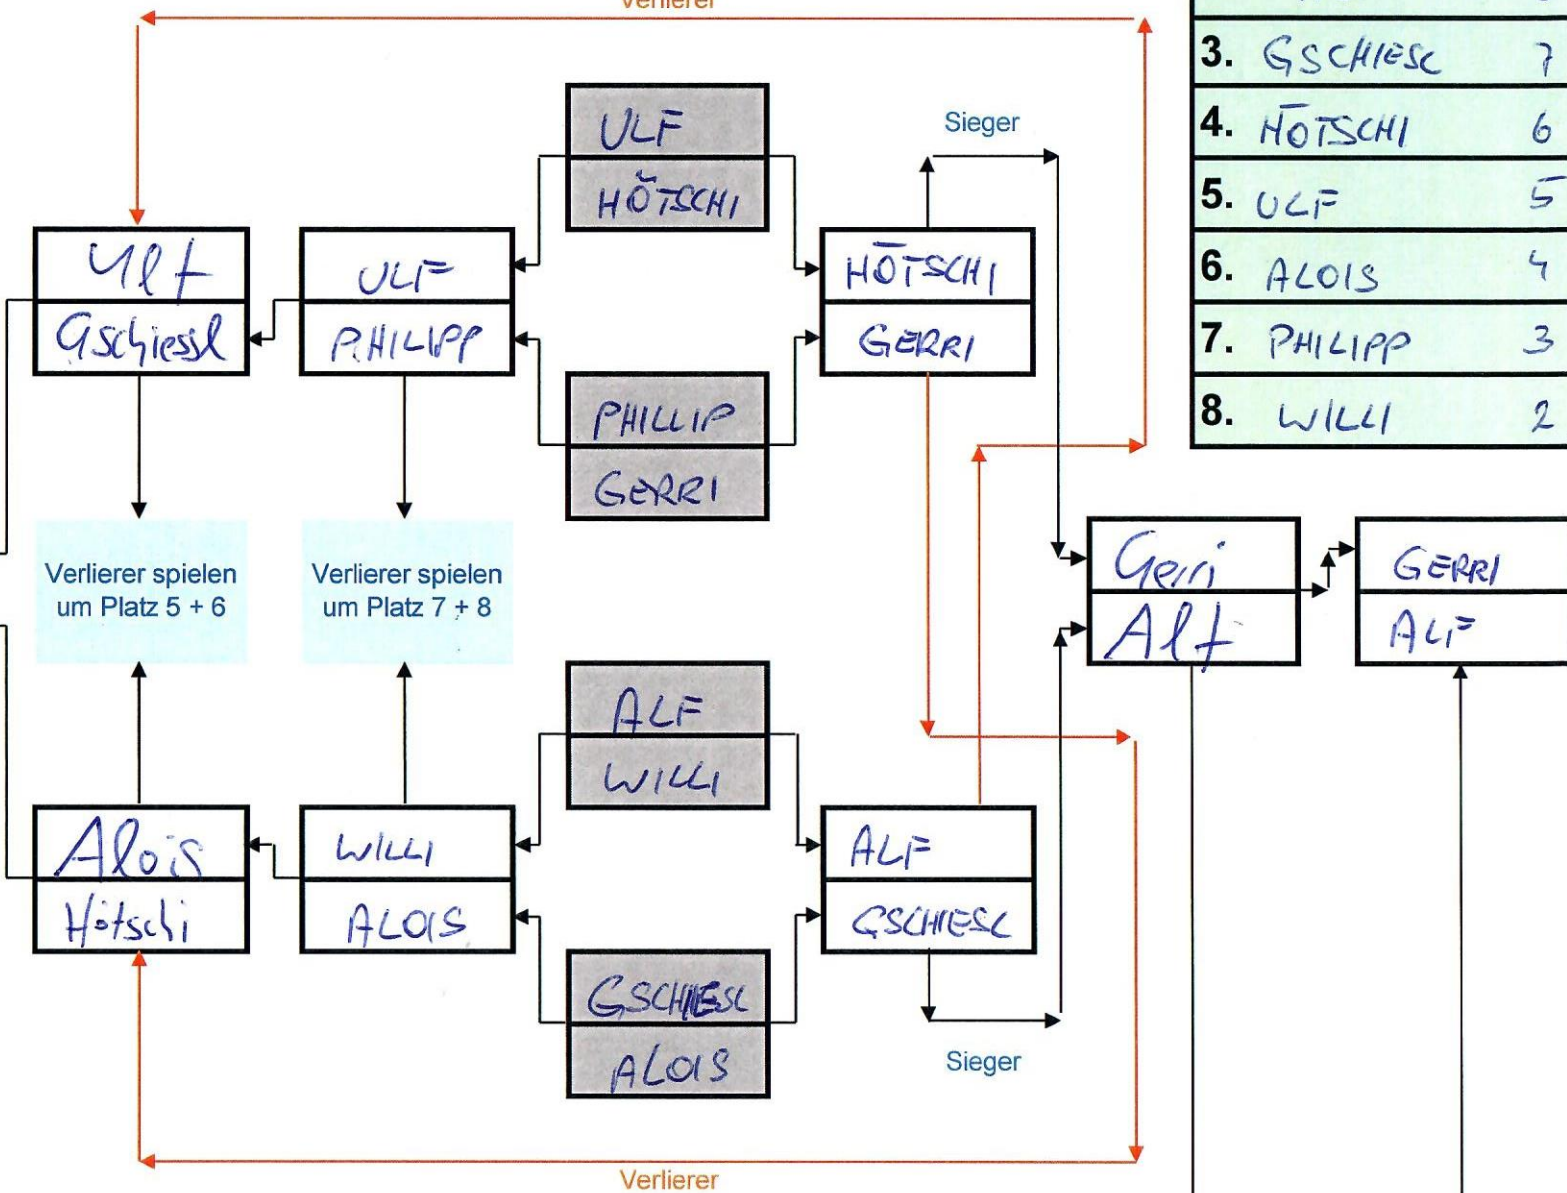 Verlierer
3. GSCHIESL 7
4. HÖTSCHI 6
5. ULF 5
6. ALOIS 4
7. PHILIPP 3
8. WILLI 2
ULF
HÖTSCHI
Sieger
Ulf
Gschiessl
ULF
PHILIPP
HÖTSCHI
GERRI
PHILLIP
GERRI
Verlierer spielen
um Platz 5 + 6
Verlierer spielen
um Platz 7 + 8
Gerri
Alf
GERRI
ALF
ALF
WILLI
Alois
Hötschi
WILLI
ALOIS
ALF
GSCHIESL
GSCHIESL
ALOIS
Sieger
Verlierer